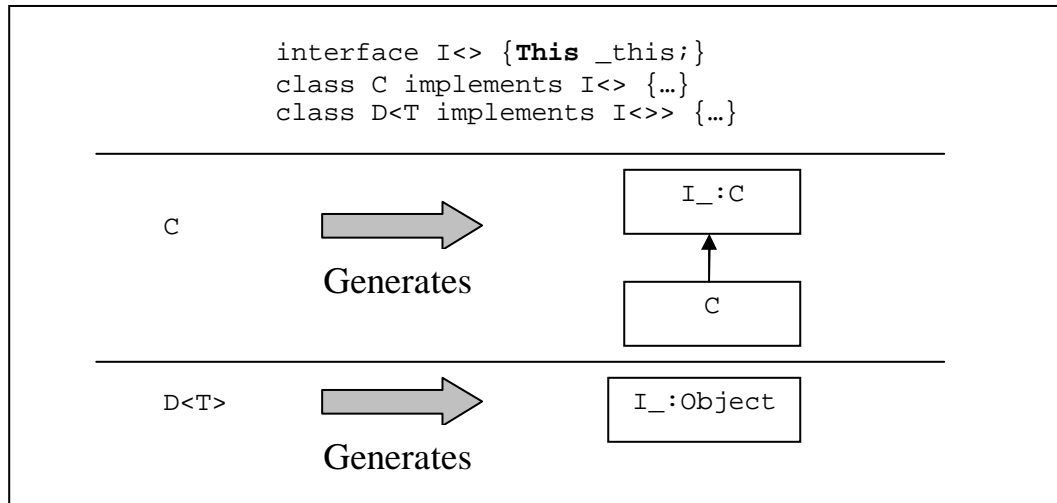 interface I<> {This _this;}
class C implements I<> {…}
class D<T implements I<>> {…}
C
Generates
I_:C
C
D<T>
Generates
I_:Object